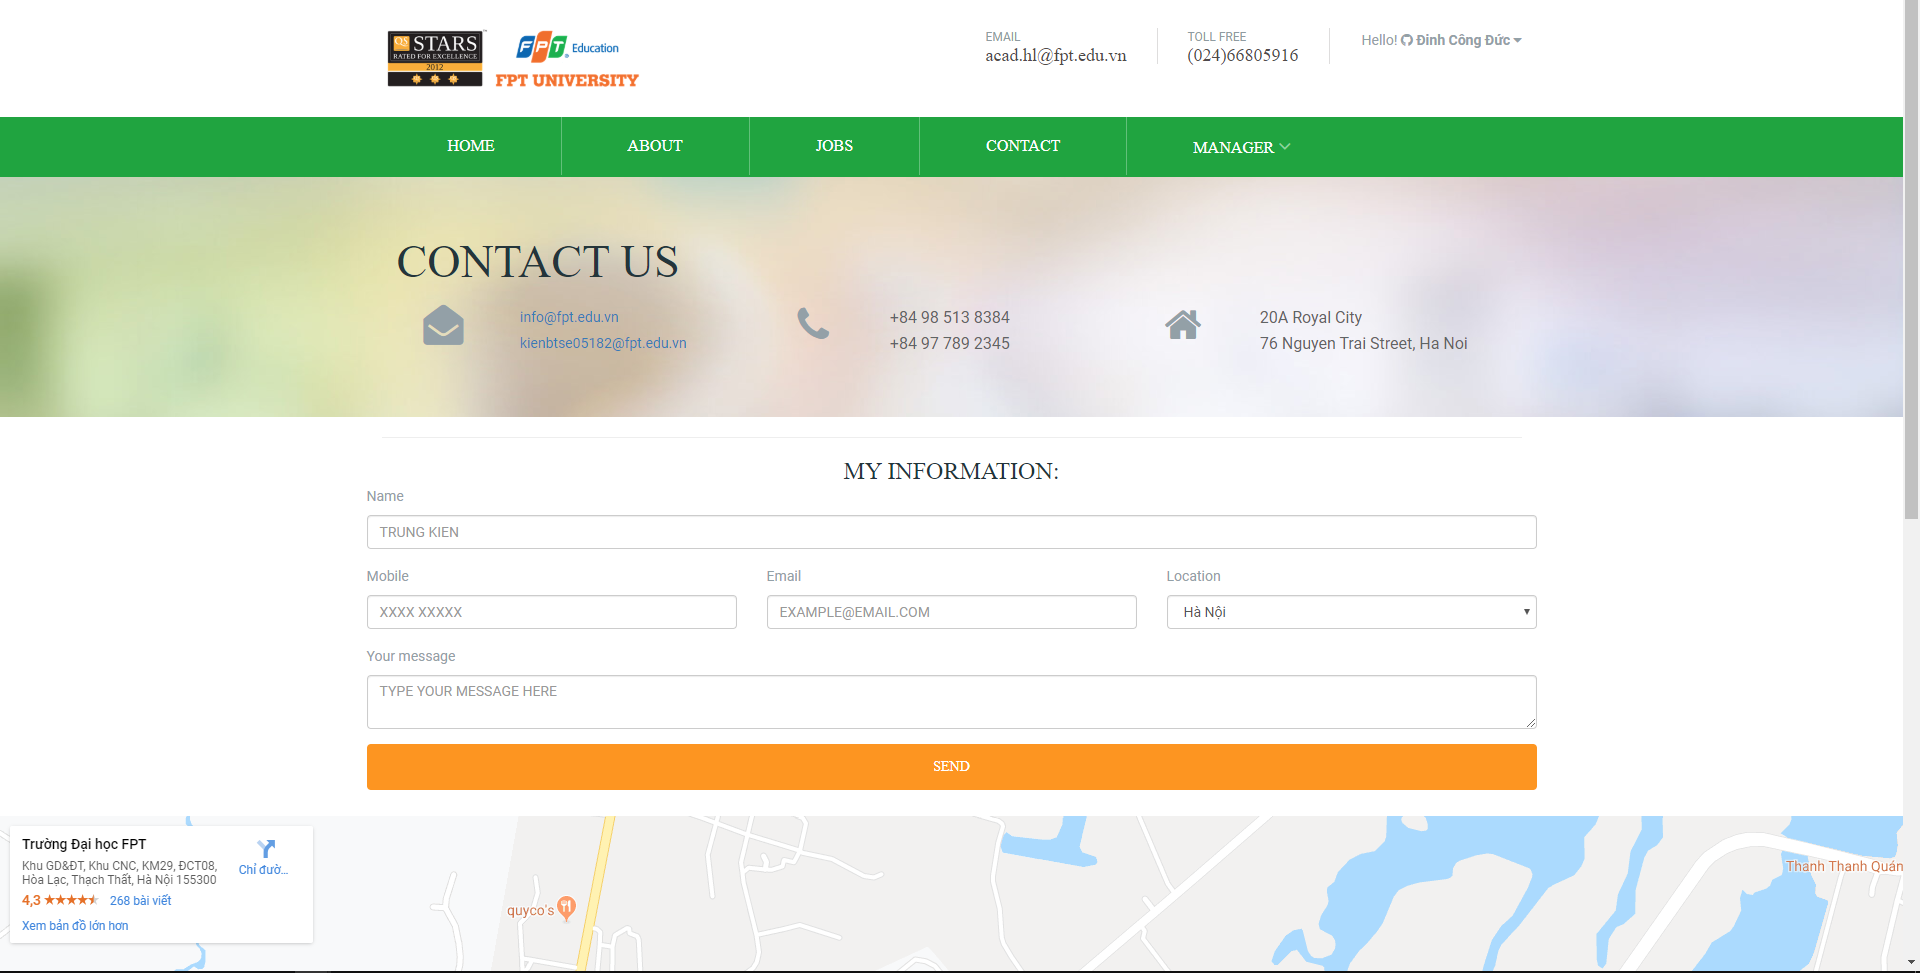 QS STARS
RATED FOR EXCELLENCE
2012
FPT Education
FPT UNIVERSITY
EMAIL
acad.hl@fpt.edu.vn
TOLL FREE
(024)66805916
Hello! Đinh Công Đức
HOME
ABOUT
JOBS
CONTACT
MANAGER
CONTACT US
info@fpt.edu.vn
kienbtse05182@fpt.edu.vn
+84 98 513 8384
+84 97 789 2345
20A Royal City
76 Nguyen Trai Street, Ha Noi
MY INFORMATION:
Name
TRUNG KIEN
Mobile
Email
Location
XXXX XXXXX
EXAMPLE@EMAIL.COM
Hà Nội
Your message
TYPE YOUR MESSAGE HERE
SEND
Trường Đại học FPT
Khu GD&ĐT, Khu CNC, KM29, ĐCT08,
Hòa Lạc, Thạch Thất, Hà Nội 155300
4,3
268 bài viết
Xem bản đồ lớn hơn
Chỉ đườ...
quyco's
Thanh Thanh Quán